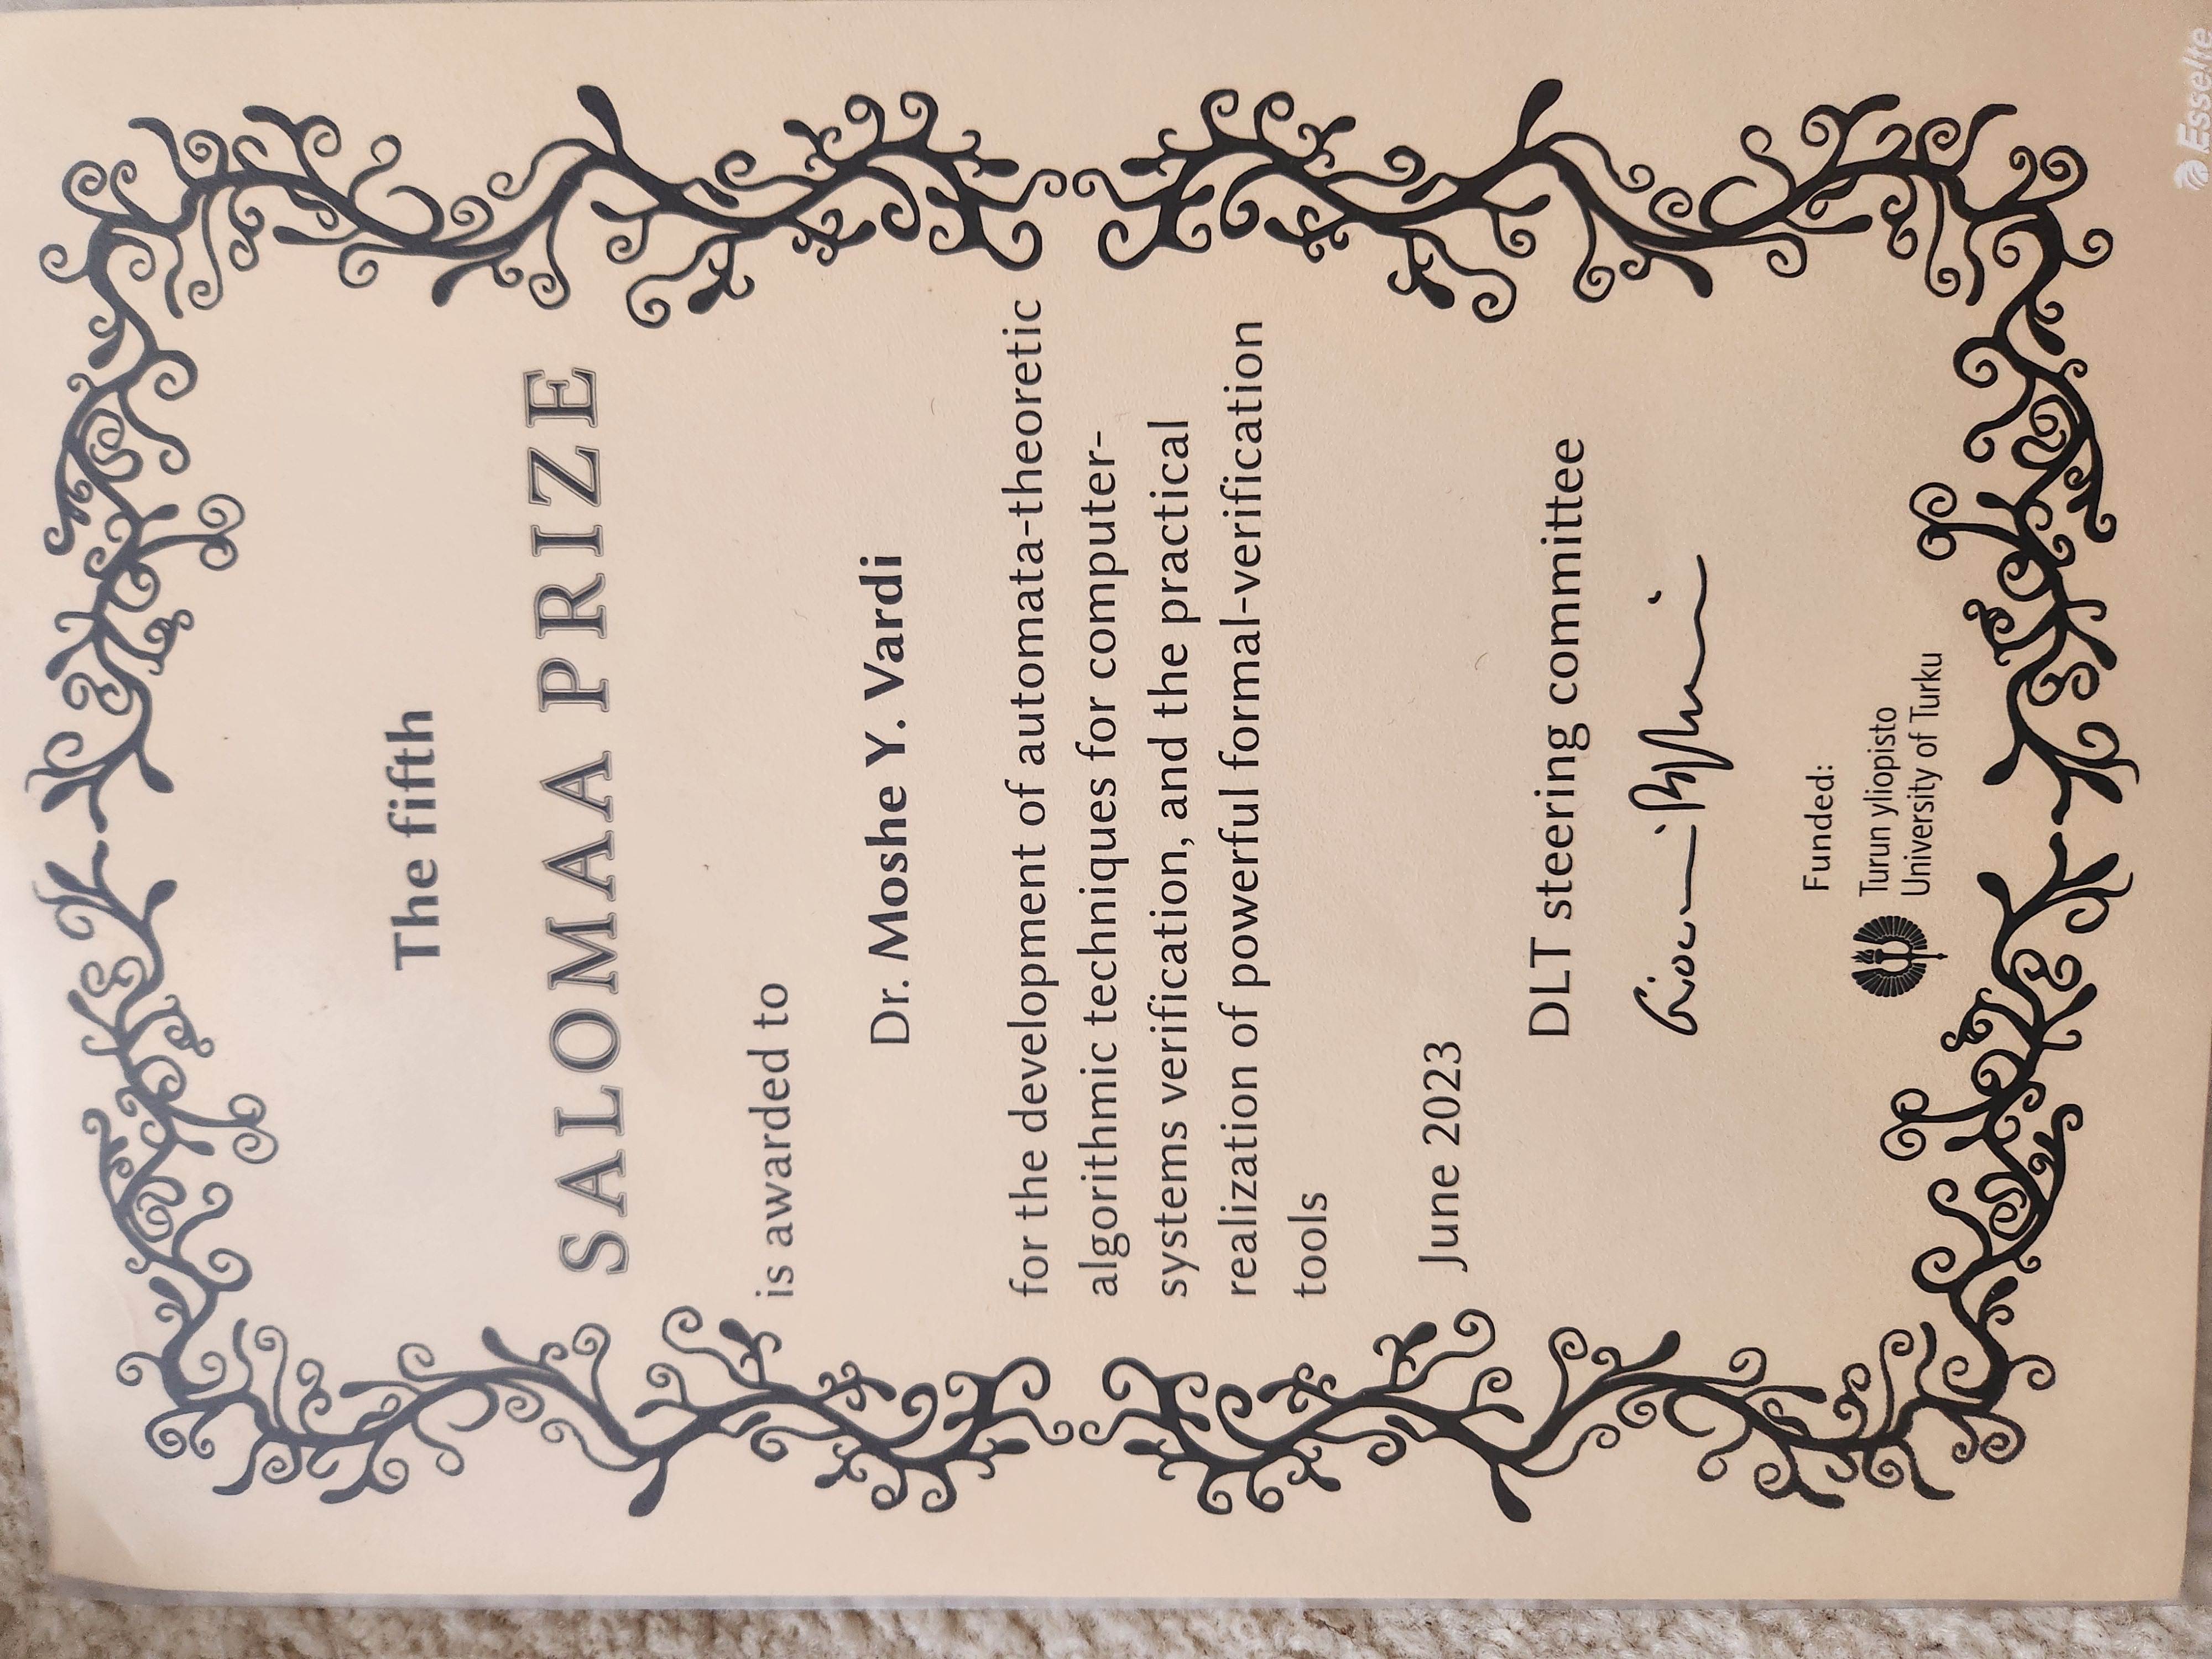 The fifth
SALOMAA PRIZE
is awarded to
Dr. Moshe Y. Vardi
for the development of automata-theoretic
algorithmic techniques for computer-
systems verification, and the practical
realization of powerful formal-verification
tools
June 2023
DLT steering committee
Funded:
Turun yliopisto
University of Turku
Esselte